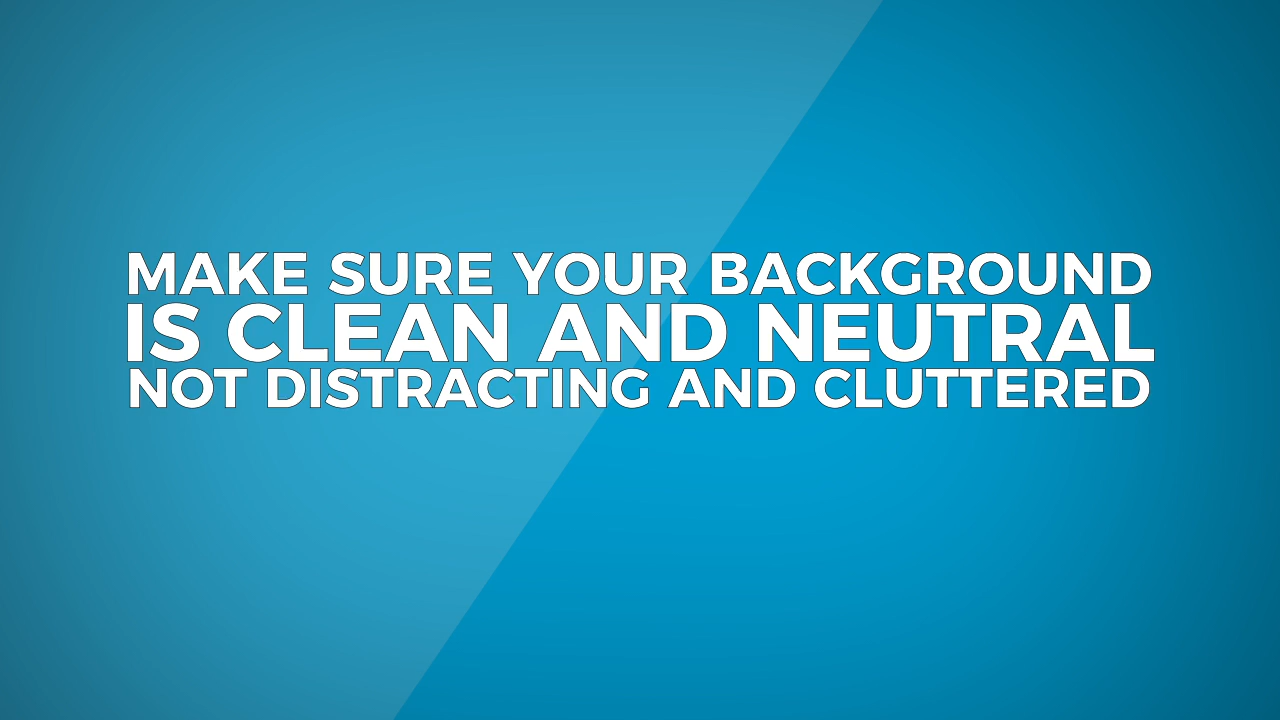 MAKE SURE YOUR BACKGROUND
IS CLEAN AND NEUTRAL
NOT DISTRACTING AND CLUTTERED